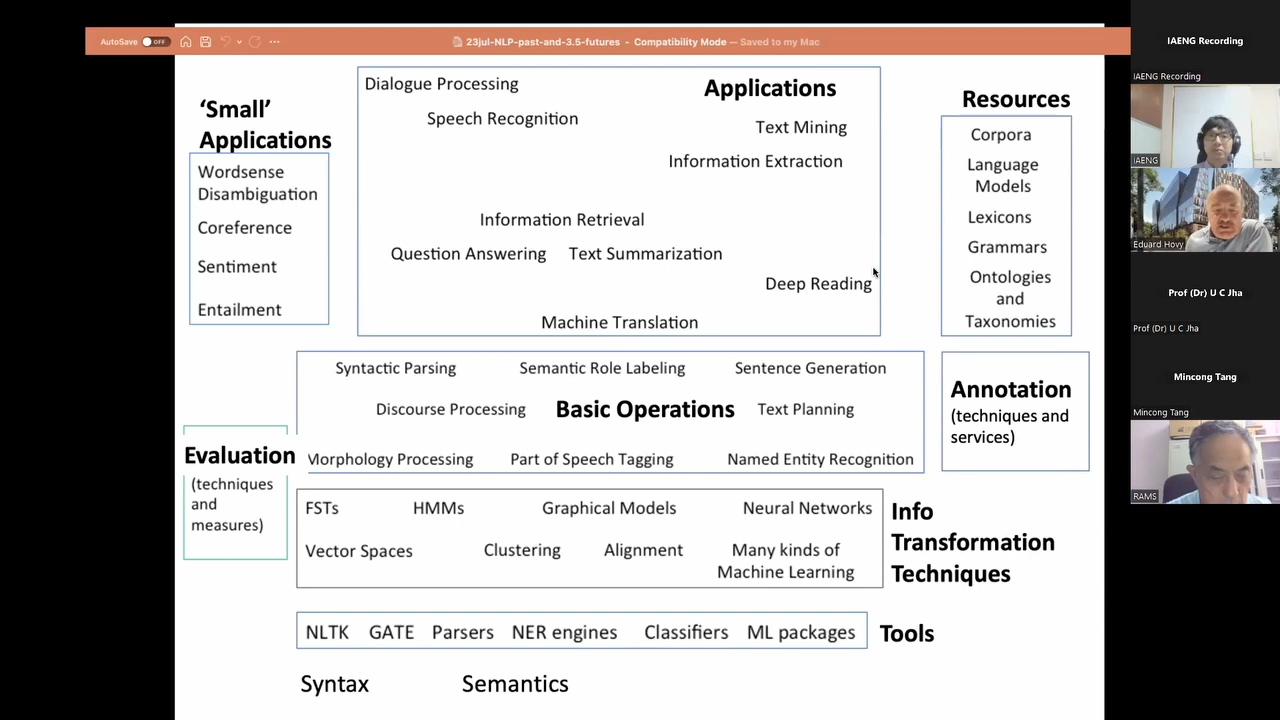 AutoSave OFF
23jul-NLP-past-and-3.5-futures - Compatibility Mode — Saved to my Mac
‘Small’
Applications
Wordsense
Disambiguation
Coreference
Sentiment
Entailment
Dialogue Processing
Applications
Speech Recognition
Text Mining
Information Extraction
Information Retrieval
Question Answering
Text Summarization
Deep Reading
Machine Translation
Resources
Corpora
Language
Models
Lexicons
Grammars
Ontologies
and
Taxonomies
Syntactic Parsing
Semantic Role Labeling
Sentence Generation
Discourse Processing
Basic Operations
Text Planning
Morphology Processing
Part of Speech Tagging
Named Entity Recognition
Annotation
(techniques and
services)
Evaluation
(techniques
and
measures)
FSTs
HMMs
Graphical Models
Neural Networks
Vector Spaces
Clustering
Alignment
Many kinds of
Machine Learning
Info
Transformation
Techniques
NLTK
GATE
Parsers
NER engines
Classifiers
ML packages
Tools
Syntax
Semantics
IAENG Recording
IAENG Recording
IAENG
Eduard Hovy
Prof (Dr) U C Jha
Prof (Dr) U C Jha
Mincong Tang
Mincong Tang
RAMS